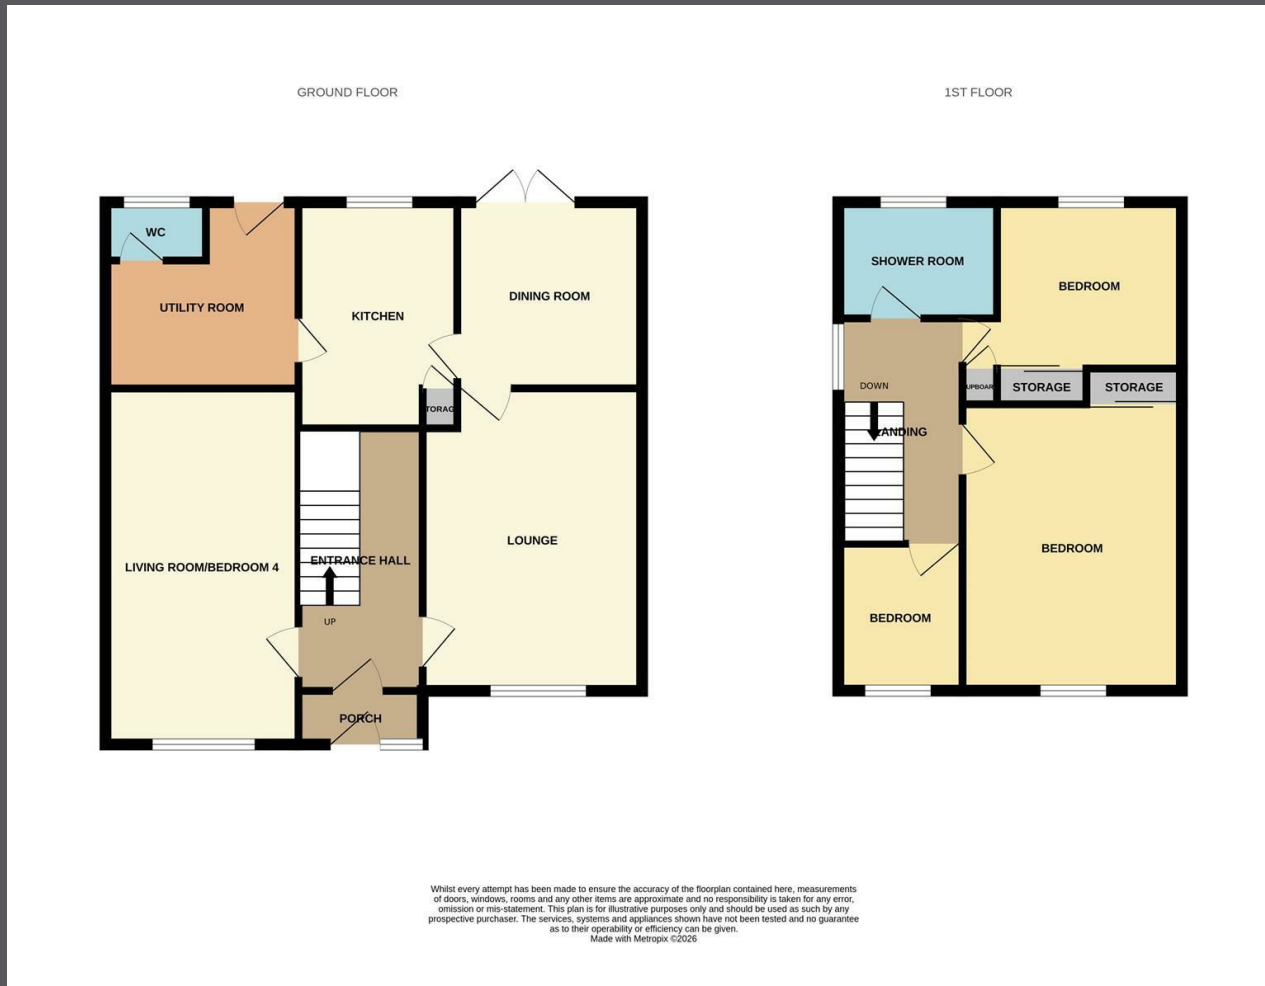 GROUND FLOOR
1ST FLOOR
WC
UTILITY ROOM
KITCHEN
DINING ROOM
TORAG
LIVING ROOM/BEDROOM 4
ENTRANCE HALL
UP
LOUNGE
PORCH
SHOWER ROOM
BEDROOM
DOWN
UPBOAR
STORAGE
STORAGE
LANDING
BEDROOM
BEDROOM
Whilst every attempt has been made to ensure the accuracy of the floorplan contained here, measurements
of doors, windows, rooms and any other items are approximate and no responsibility is taken for any error,
omission or mis-statement. This plan is for illustrative purposes only and should be used as such by any
prospective purchaser. The services, systems and appliances shown have not been tested and no guarantee
as to their operability or efficiency can be given.
Made with Metropix ©2026